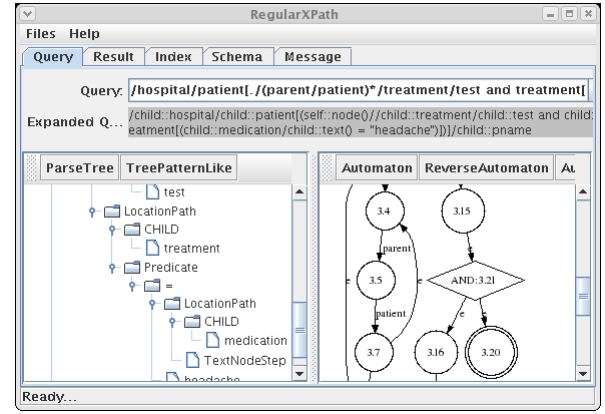 RegularXPath
Files Help
Query Result Index Schema Message
Query: /hospital/patient[./(parent/patient)*/treatment/test and treatment[
Expanded Q... /child::hospital/child::patient[(self::node()//child::treatment/child::test and child:
eatment[(child::medication/child::text() = "headache")])]/child::pname
ParseTree TreePatternLike
test
LocationPath
CHILD
treatment
Predicate
=
LocationPath
CHILD
medication
TextNodeStep
headache
Automaton ReverseAutomaton Au
3.4 3.15
parent e
e 3.5 e AND:3.21
patient e e
3.7 3.16 3.20
Ready...